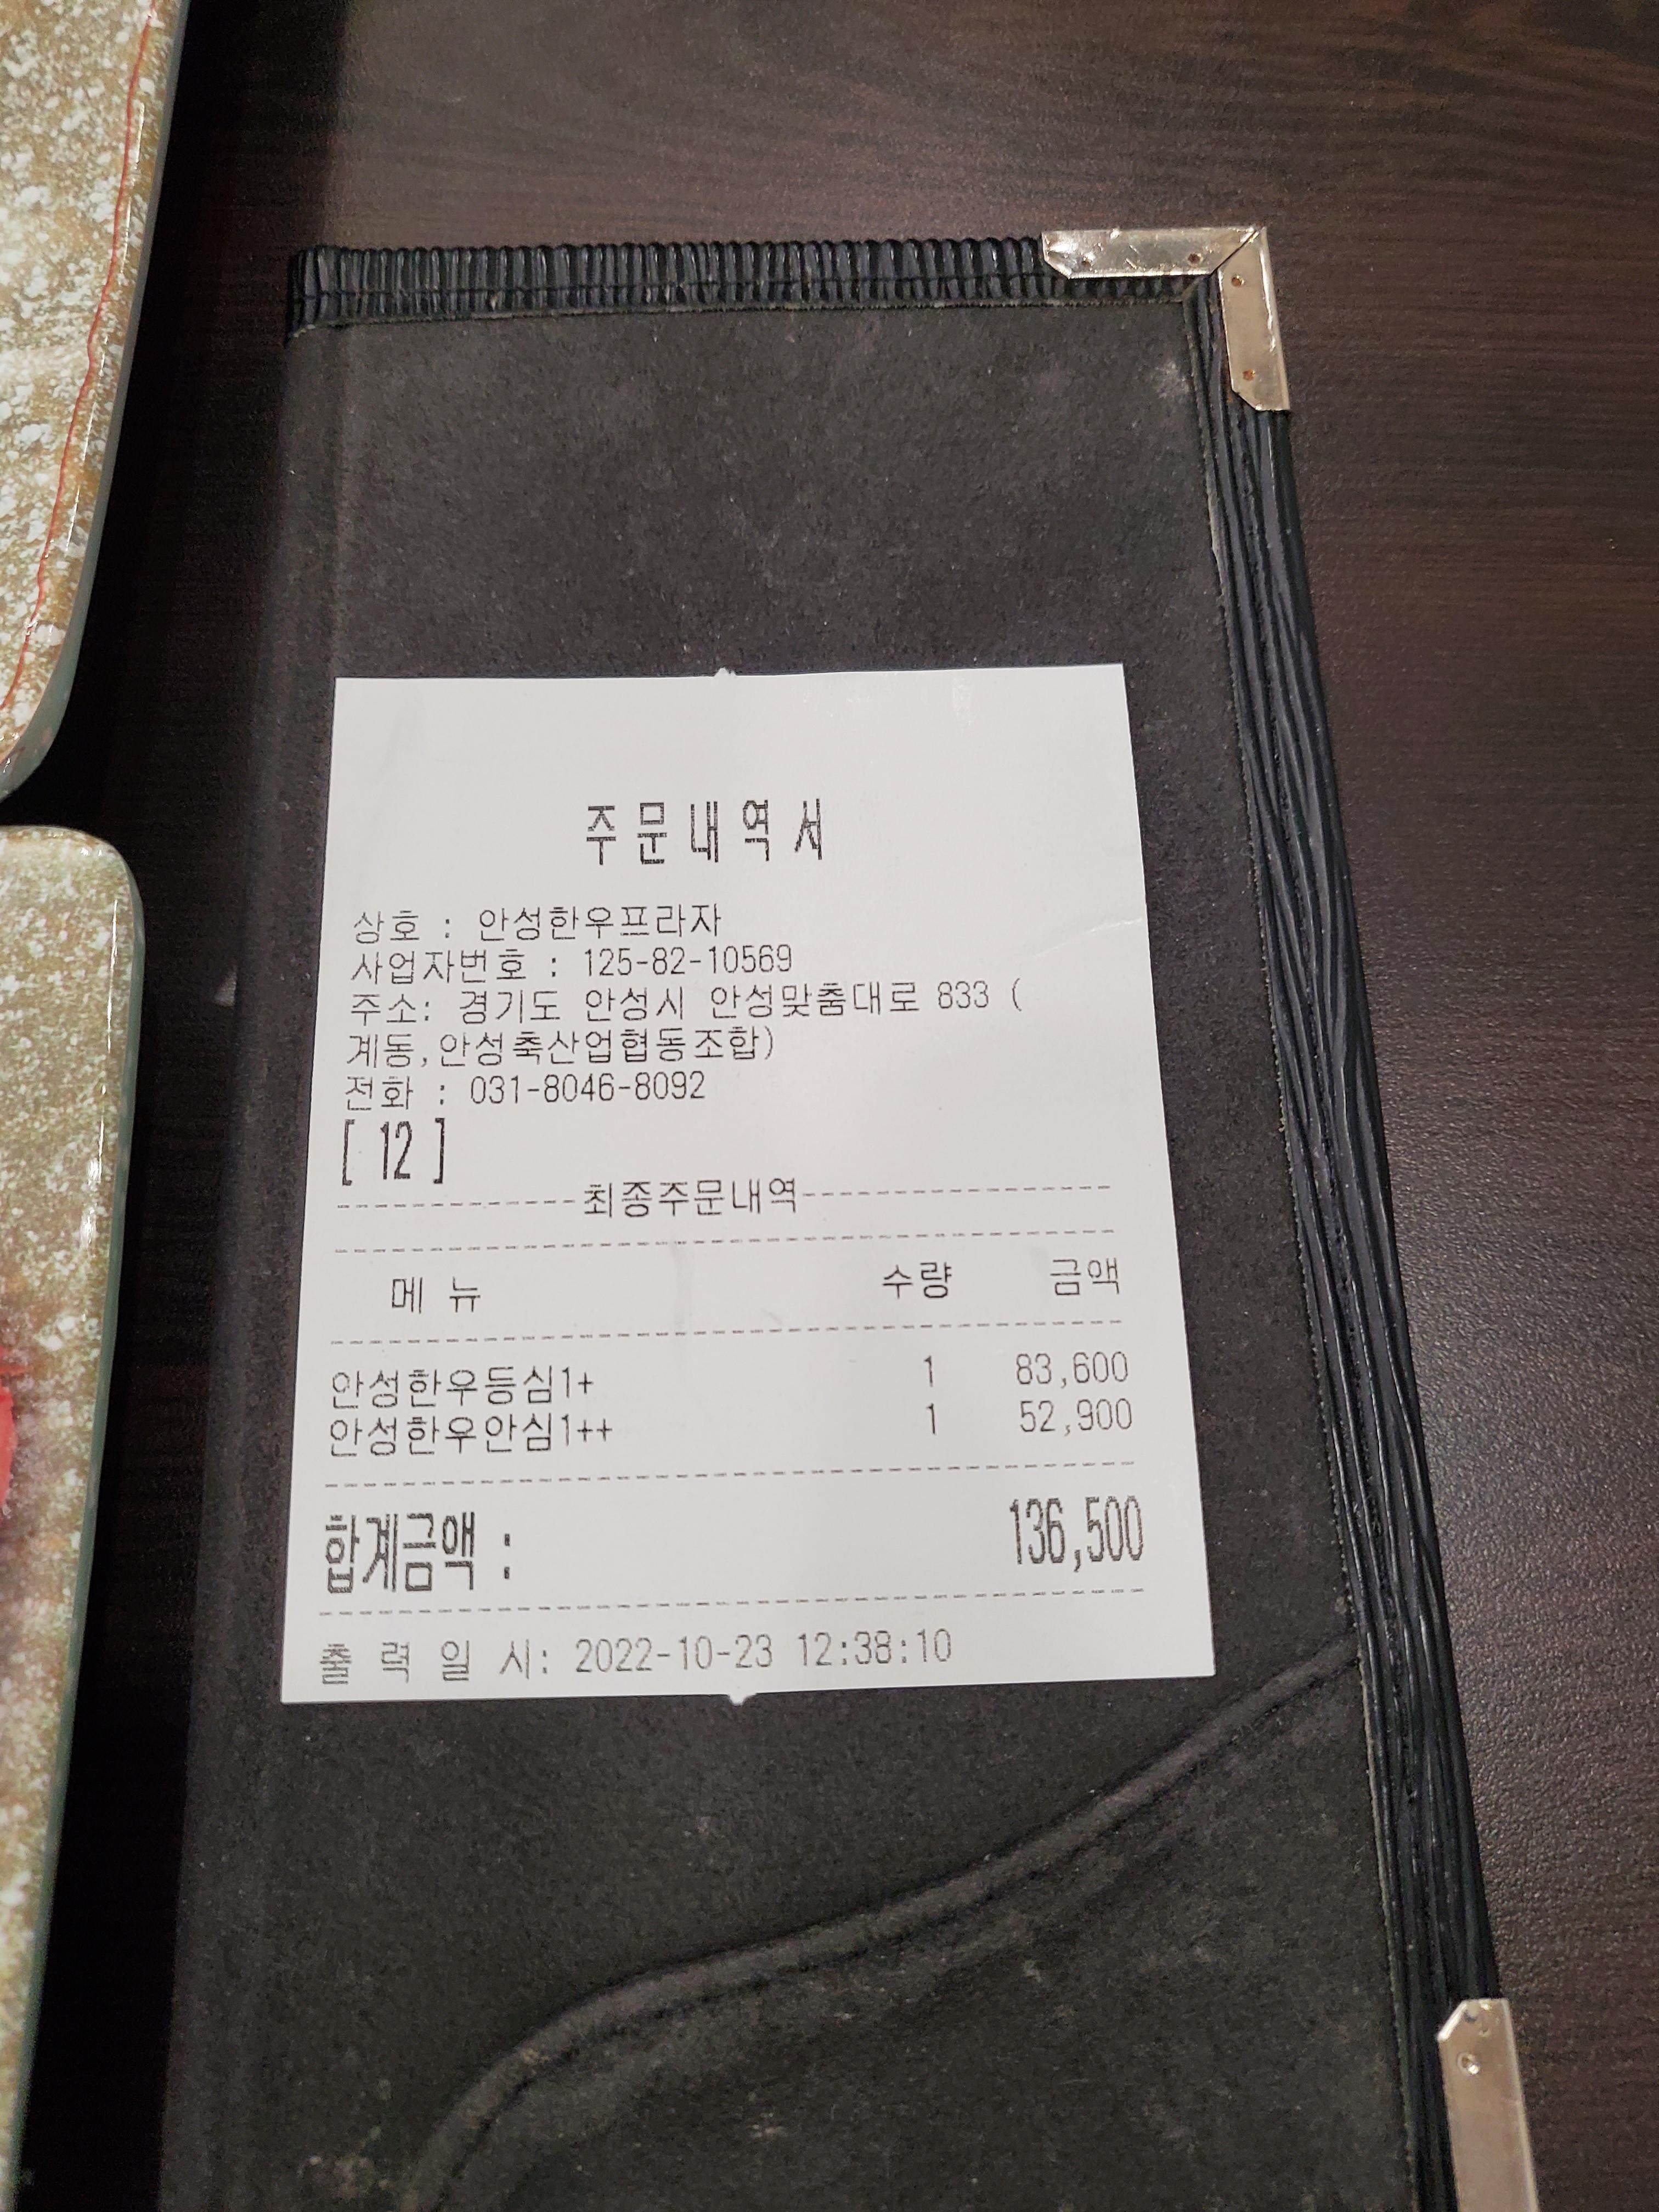 주문내역서
상호 : 안성한우프라자
사업자번호 : 125-82-10569
주소: 경기도 안성시 안성맞춤대로 833 (
계동,안성축산업협동조합)
전화 : 031-8046-8092
[ 12 ]
------------최종주문내역---------------
메 뉴 수량 금액
안성한우등심1+ 1 83,600
안성한우안심1++ 1 52,900
합계금액 : 136,500
출 력 일 시: 2022-10-23 12:38:10